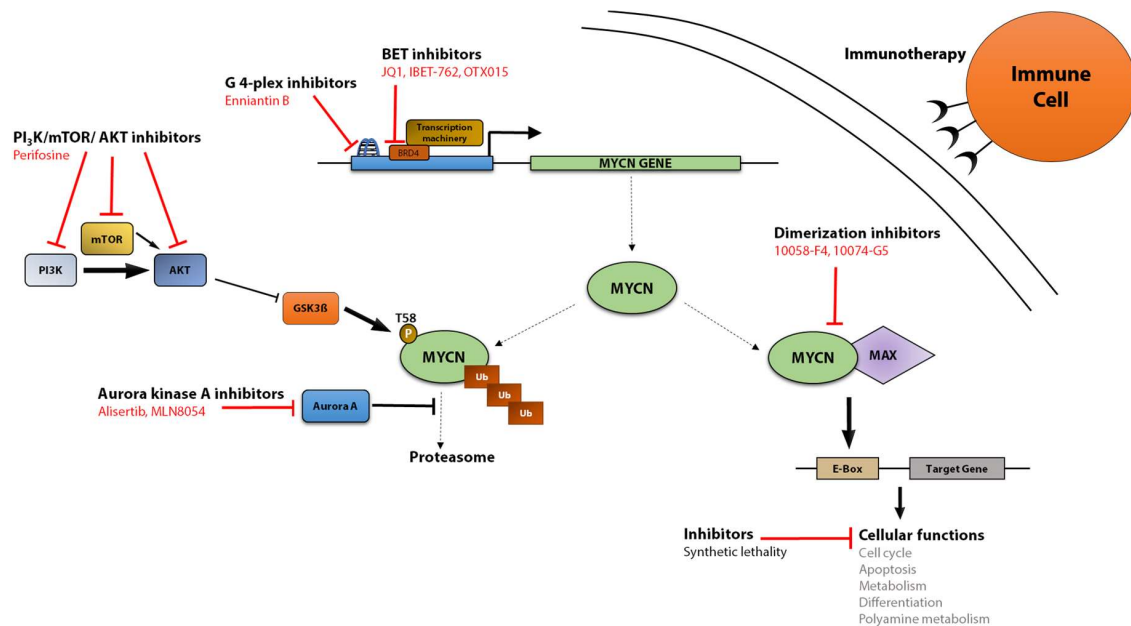 BET inhibitors
JQ1, IBET-762, OTX015
Immunotherapy
Immune
Cell
G 4-plex inhibitors
Enniantin B
Transcription
machinery
BRD4
MYCN GENE
PI3K/mTOR/ AKT inhibitors
Perifosine
mTOR
PI3K
AKT
Dimerization inhibitors
10058-F4, 10074-G5
MYCN
GSK3ß
T58
P
MYCN
Ub
Ub
Ub
MYCN
MAX
Aurora kinase A inhibitors
Alisertib, MLN8054
Aurora A
Proteasome
E-Box
Target Gene
Inhibitors
Synthetic lethality
Cellular functions
Cell cycle
Apoptosis
Metabolism
Differentiation
Polyamine metabolism